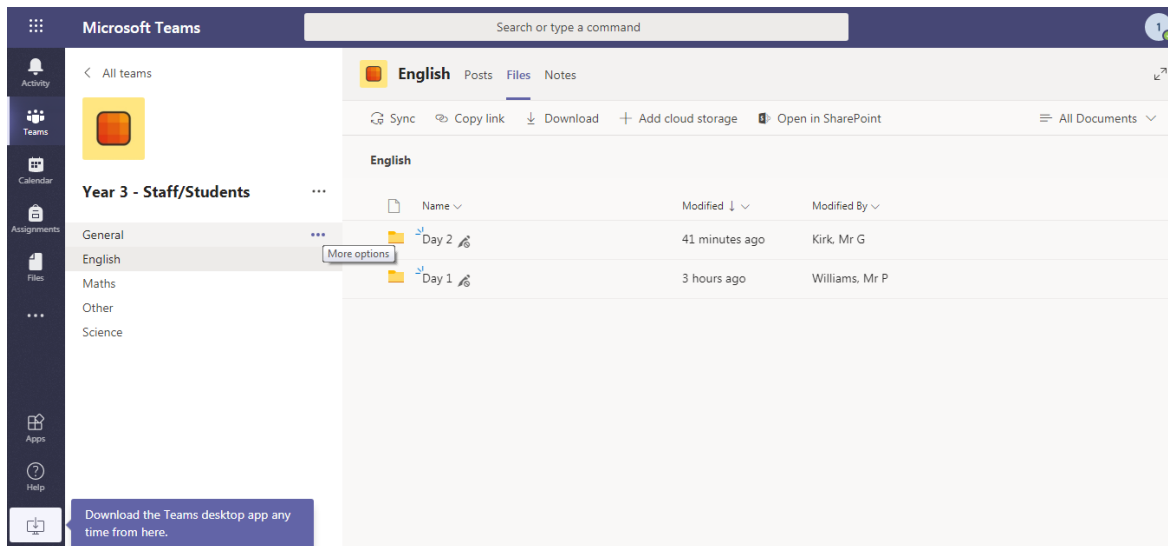 Microsoft Teams
Search or type a command
1
Activity
Teams
Calendar
Assignments
Files
Apps
Help
All teams
Year 3 - Staff/Students
General
More options
English
Maths
Other
Science
Download the Teams desktop app any
time from here.
English Posts Files Notes
Sync Copy link Download Add cloud storage Open in SharePoint All Documents
English
Name Modified Modified By
Day 2 41 minutes ago Kirk, Mr G
Day 1 3 hours ago Williams, Mr P